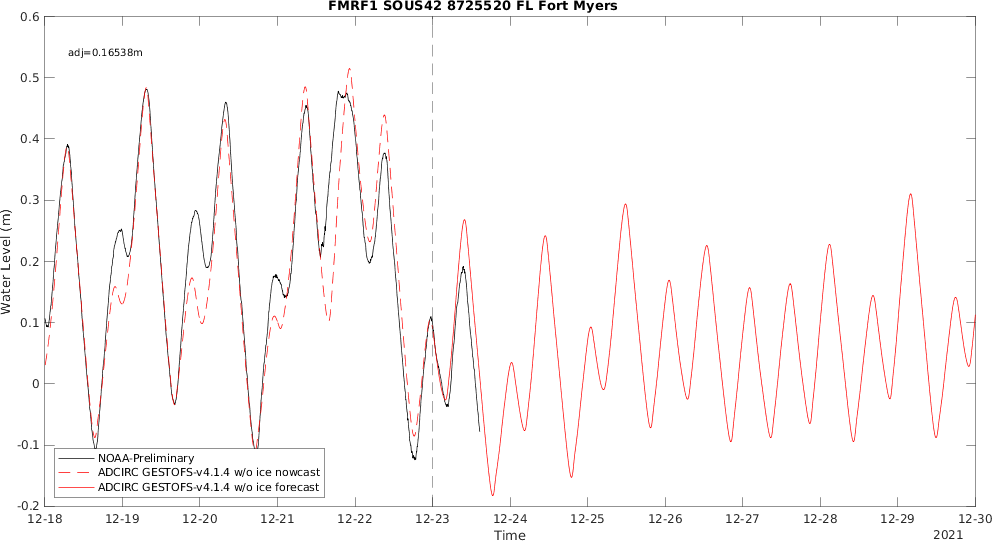 FMRF1 SOUS42 8725520 FL Fort Myers
adj=0.16538m
0.6
0.5
0.4
0.3
0.2
0.1
0
-0.1
-0.2
Water Level (m)
NOAA-Preliminary
ADCIRC GESTOFS-v4.1.4 w/o ice nowcast
ADCIRC GESTOFS-v4.1.4 w/o ice forecast
12-18 12-19 12-20 12-21 12-22 12-23 12-24 12-25 12-26 12-27 12-28 12-29 12-30
Time
2021